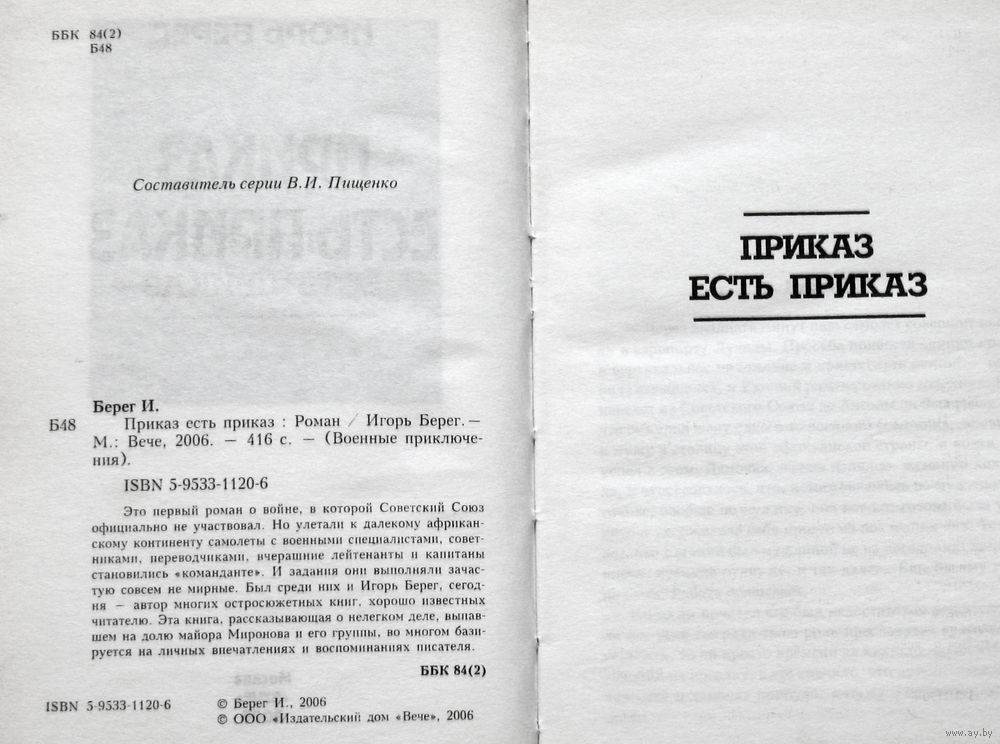 ББК 84(2)
Б48
Составитель серии В.И. Пищенко
Берег И.
Б48 Приказ есть приказ : Роман / Игорь Берег. —
М.: Вече, 2006. — 416 с. — (Военные приключе-
ния).
ISBN 5-9533-1120-6
Это первый роман о войне, в которой Советский Союз
официально не участвовал. Но улетали к далекому африкан-
скому континенту самолеты с военными специалистами, совет-
никами, переводчиками, вчерашние лейтенанты и капитаны
становились «команданте». И задания они выполняли зачас-
тую совсем не мирные. Был среди них и Игорь Берег, сегод-
ня — автор многих остросюжетных книг, хорошо известных
читателю. Эта книга, рассказывающая о нелегком деле, выпав-
шем на долю майора Миронова и его группы, во многом бази-
руется на личных впечатлениях и воспоминаниях писателя.
ББК 84(2)
ISBN 5-9533-1120-6
© Берег И., 2006
© ООО «Издательский дом «Вече», 2006
ПРИКАЗ
ЕСТЬ ПРИКАЗ
www.ay.by